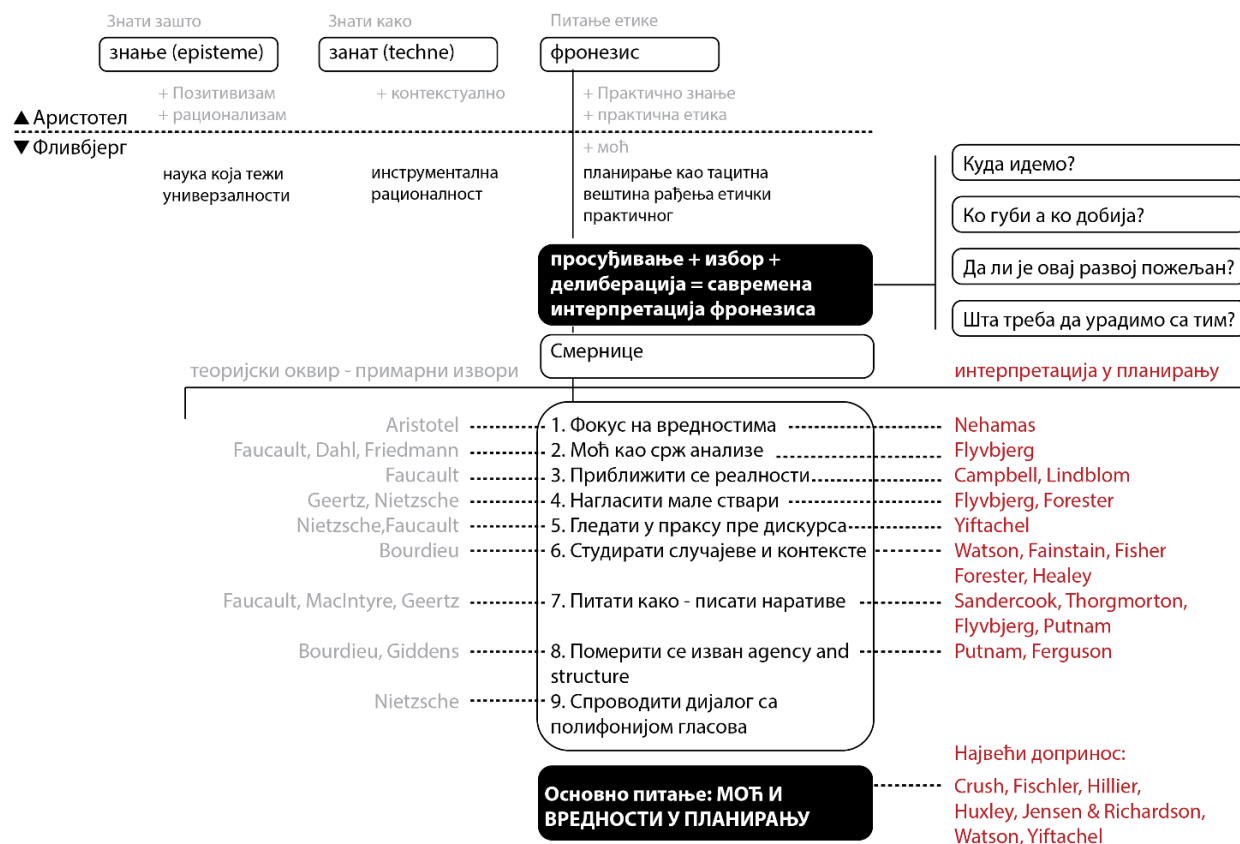 Знати зашто
Знати како
Питање етике
знање (episteme)
занат (techne)
фронезис
+ Позитивизам
+ рационализам
+ контекстуално
+ Практично знање
+ практична етика
▲ Аристотел
▼ Фливбјерг
+ моћ
наука која тежи
универзалности
инструментална
рационалност
планирање као тацитна
вештина рађења етички
практичног
Куда идемо?
Ко губи а ко добија?
Да ли је овај развој пожељан?
Шта треба да урадимо са тим?
просуђивање + избор +
делиберација = савремена
интерпретација фронезиса
Смернице
теоријски оквир - примарни извори
интерпретација у планирању
Aristotel
1. Фокус на вредностима
Nehamas
Faucault, Dahl, Friedmann
2. Моћ као срж анализе
Flyvbjerg
Faucault
3. Приближити се реалности
Campbell, Lindblom
Geertz, Nietzsche
4. Нагласити мале ствари
Flyvbjerg, Forester
Nietzsche,Faucault
5. Гледати у праксу пре дискурса
Yiftachel
Bourdieu
6. Студирати случајеве и контексте
Watson, Fainstain, Fisher
Forester, Healey
Faucault, MacIntyre, Geertz
7. Питати како - писати наративе
Sandercook, Thorgmorton,
Flyvbjerg, Putnam
Bourdieu, Giddens
8. Померити се изван agency and
structure
Putnam, Ferguson
Nietzsche
9. Спроводити дијалог са
полифонијом гласова
Основно питање: МОЋ И
ВРЕДНОСТИ У ПЛАНИРАЊУ
Највећи допринос:
Crush, Fischler, Hillier,
Huxley, Jensen & Richardson,
Watson, Yiftachel